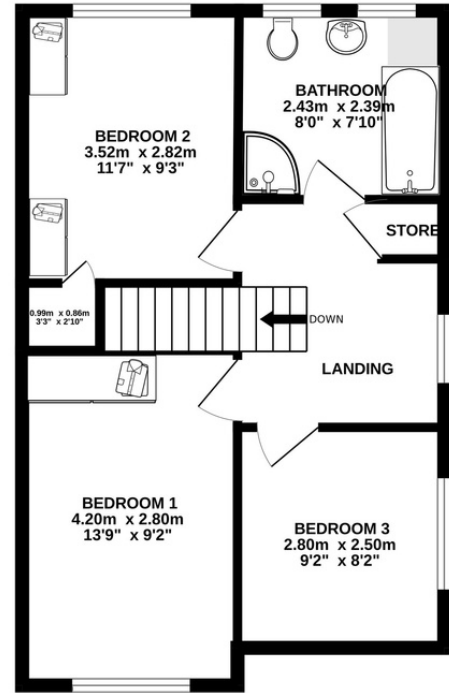 BEDROOM 2
3.52m x 2.82m
11'7" x 9'3"
BATHROOM
2.43m x 2.39m
8'0" x 7'10"
STORE
0.99m x 0.86m
3'3" x 2'10"
DOWN
LANDING
BEDROOM 1
4.20m x 2.80m
13'9" x 9'2"
BEDROOM 3
2.80m x 2.50m
9'2" x 8'2"